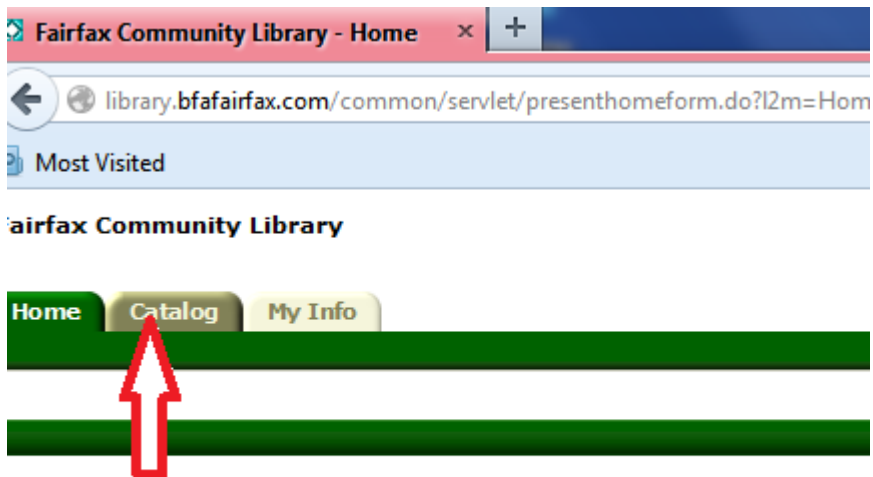 Fairfax Community Library - Home × +
library.bfafairfax.com/common/servlet/presenthomeform.do?l2m=Hom
Most Visited
airfax Community Library
Home Catalog My Info